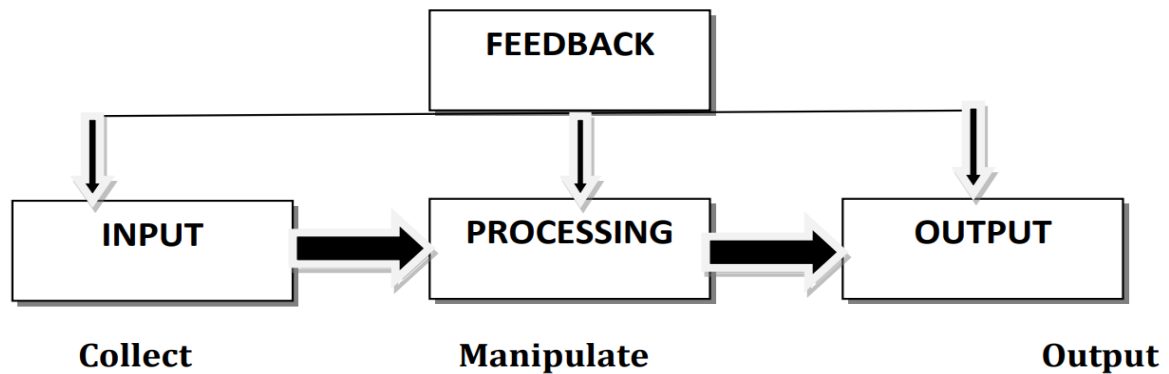 FEEDBACK
INPUT
PROCESSING
OUTPUT
Collect
Manipulate
Output